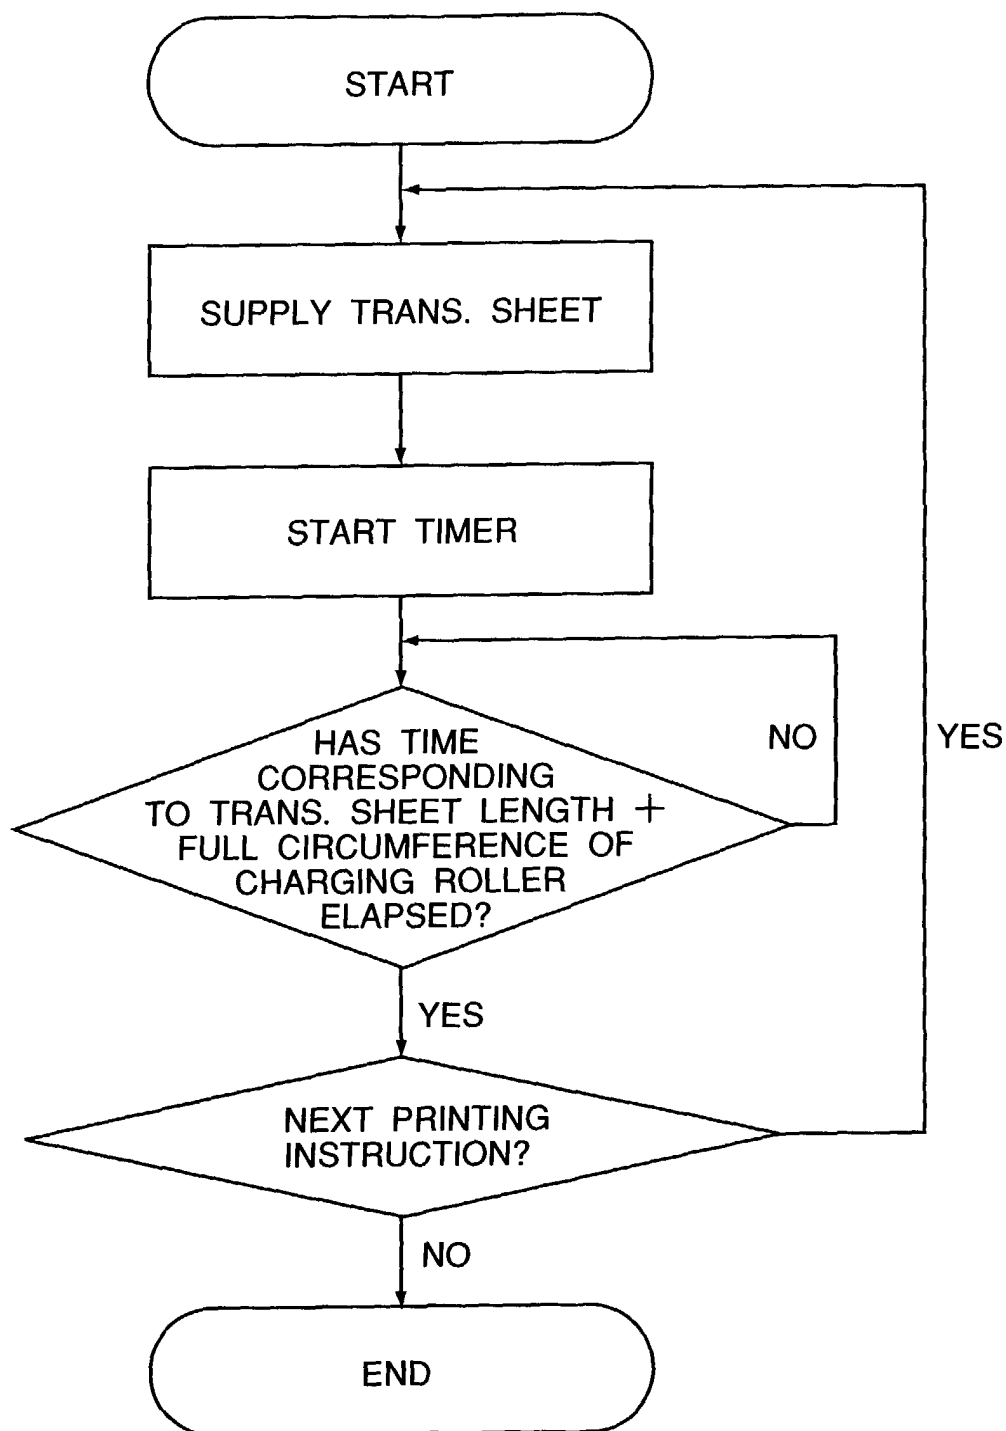 START
SUPPLY TRANS. SHEET
START TIMER
HAS TIME
CORRESPONDING
TO TRANS. SHEET LENGTH +
FULL CIRCUMFERENCE OF
CHARGING ROLLER
ELAPSED?
NO
YES
YES
NEXT PRINTING
INSTRUCTION?
NO
END